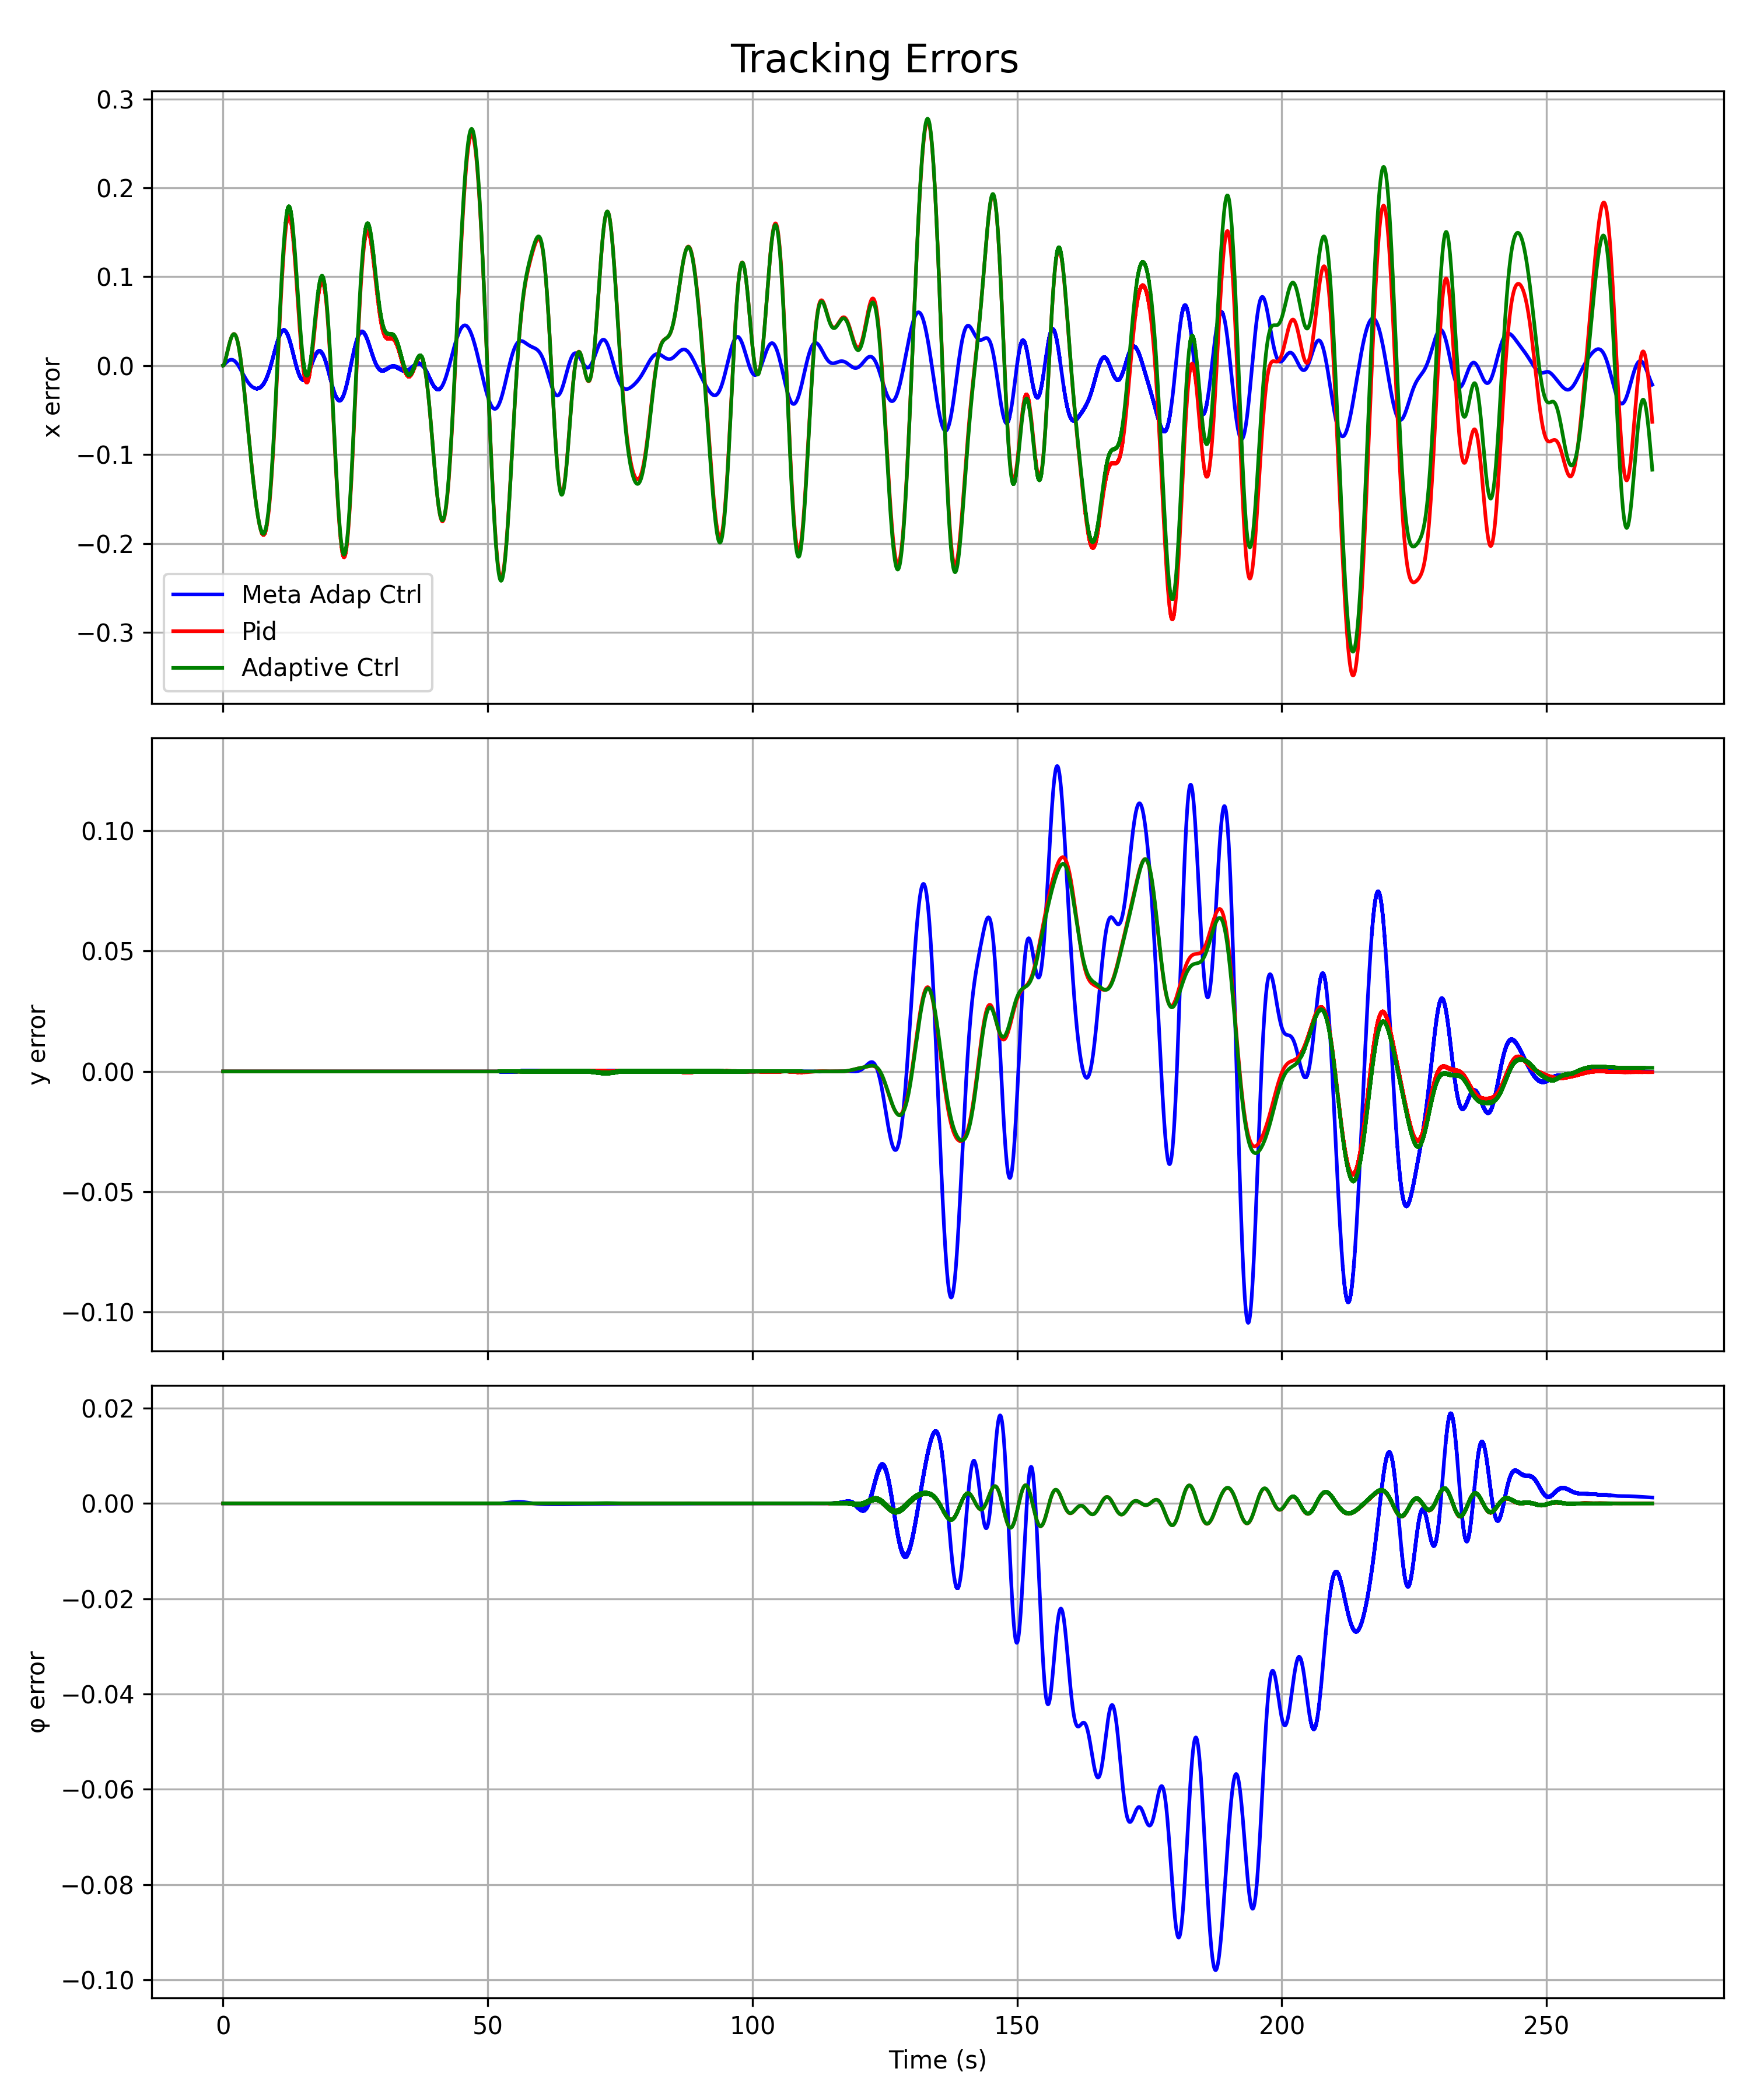 Tracking Errors
0.3
0.2
0.1
0.0
−0.1
−0.2
−0.3
x error
Meta Adap Ctrl
Pid
Adaptive Ctrl
0.10
0.05
0.00
−0.05
−0.10
y error
0.02
0.00
−0.02
−0.04
−0.06
−0.08
−0.10
φ error
0 50 100 150 200 250
Time (s)